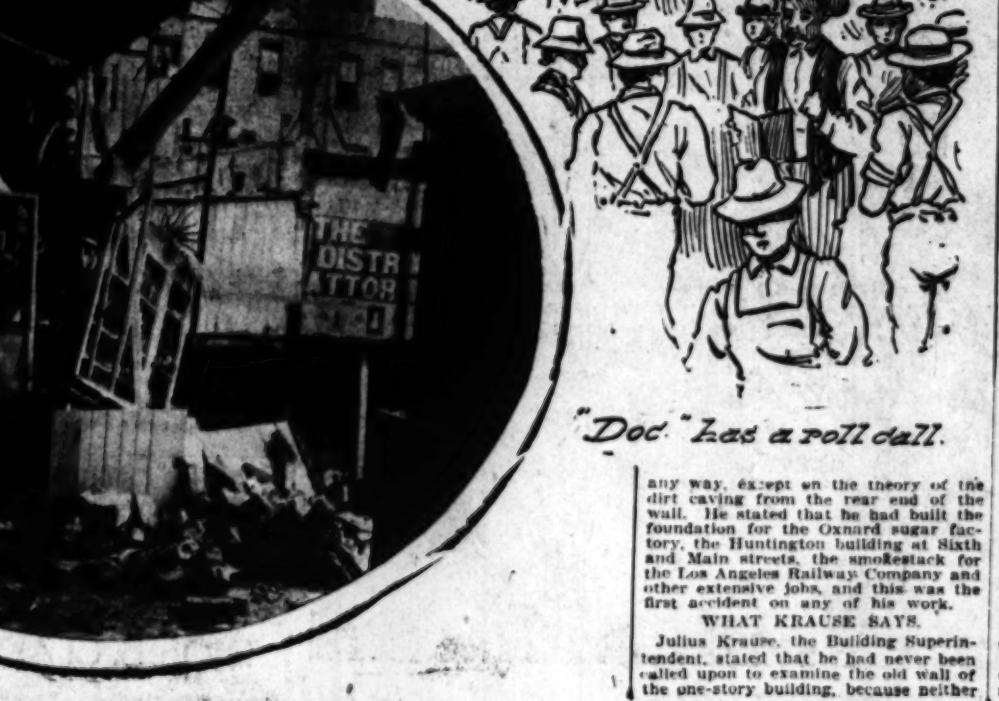 THE
DISTR
ATTOR
"Doc" has a roll call.
any way, except on the theory of the
dirt caving from the rear end of the
wall. He stated that he had built the
foundation for the Oxnard sugar fac-
tory, the Huntington building at Sixth
and Main streets, the smokestack for
the Los Angeles Railway Company and
other extensive jobs, and this was the
first accident on any of his work.
WHAT KRAUSE SAYS.
Julius Krause, the Building Superin-
tendent, stated that he had never been
called upon to examine the old wall of
the one-story building, because neither